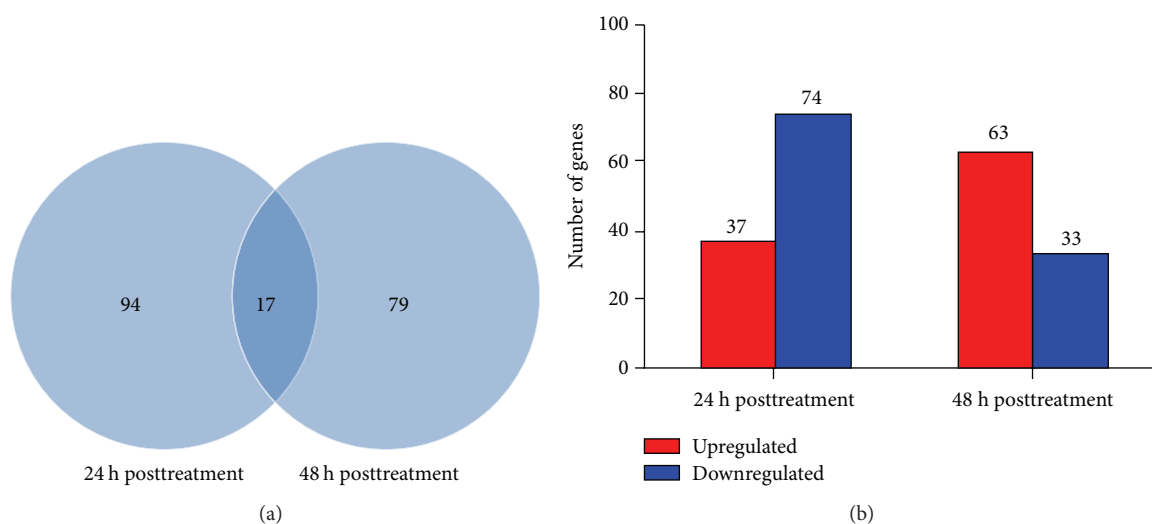 94
17
79
24 h posttreatment
48 h posttreatment
(a)
Number of genes
100
80
60
40
20
0
37
74
63
33
24 h posttreatment
48 h posttreatment
Upregulated
Downregulated
(b)